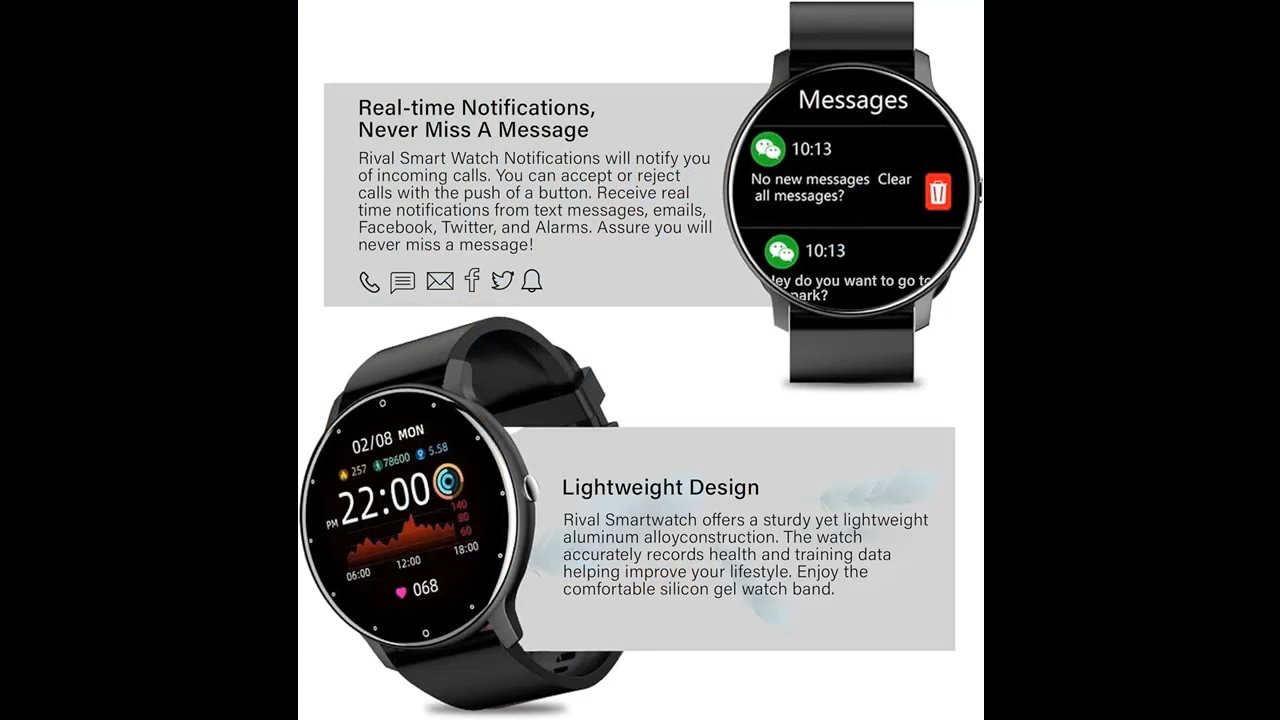 Real-time Notifications,
Never Miss A Message
Rival Smart Watch Notifications will notify you
of incoming calls. You can accept or reject
calls with the push of a button. Receive real
time notifications from text messages, emails,
Facebook, Twitter, and Alarms. Assure you will
never miss a message!
Messages
10:13
No new messages Clear
all messages?
10:13
Hey do you want to go to
park?
02/08 MON
257 78600 5.58
PM 22:00
140
80
60
06:00 12:00 18:00
068
Lightweight Design
Rival Smartwatch offers a sturdy yet lightweight
aluminum alloyconstruction. The watch
accurately records health and training data
helping improve your lifestyle. Enjoy the
comfortable silicon gel watch band.